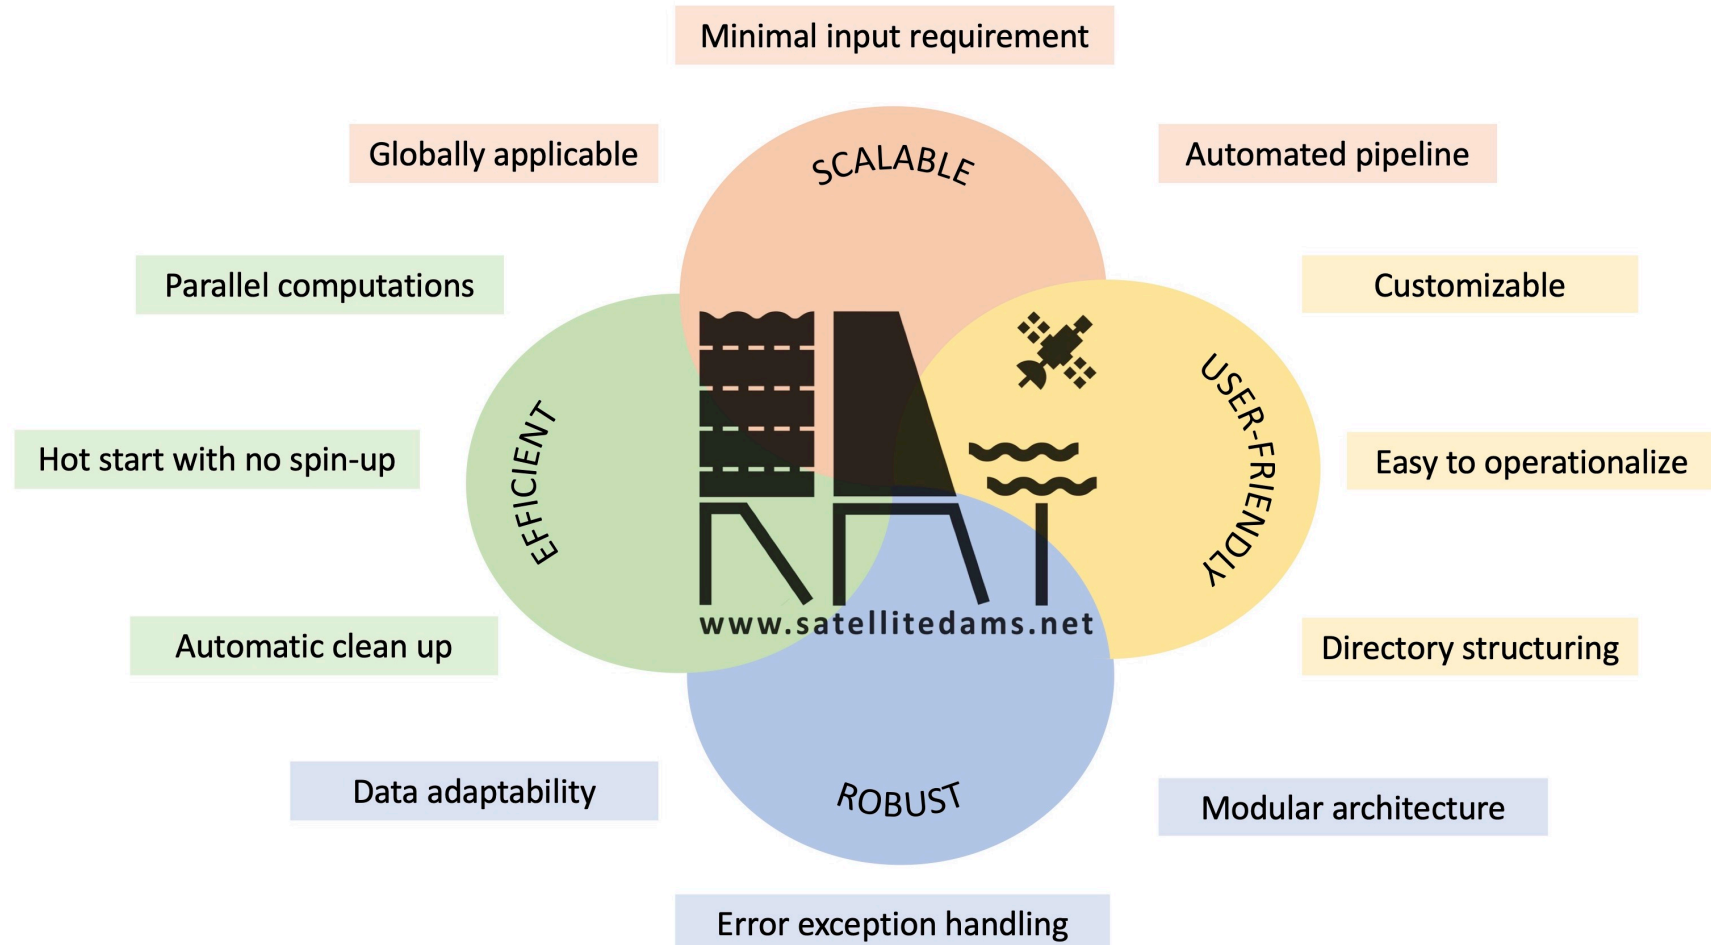 Minimal input requirement
Globally applicable
SCALABLE
Automated pipeline
Parallel computations
Customizable
EFFICIENT
USER-FRIENDLY
Hot start with no spin-up
Easy to operationalize
RAT
www.satellitedams.net
Automatic clean up
Directory structuring
Data adaptability
ROBUST
Modular architecture
Error exception handling